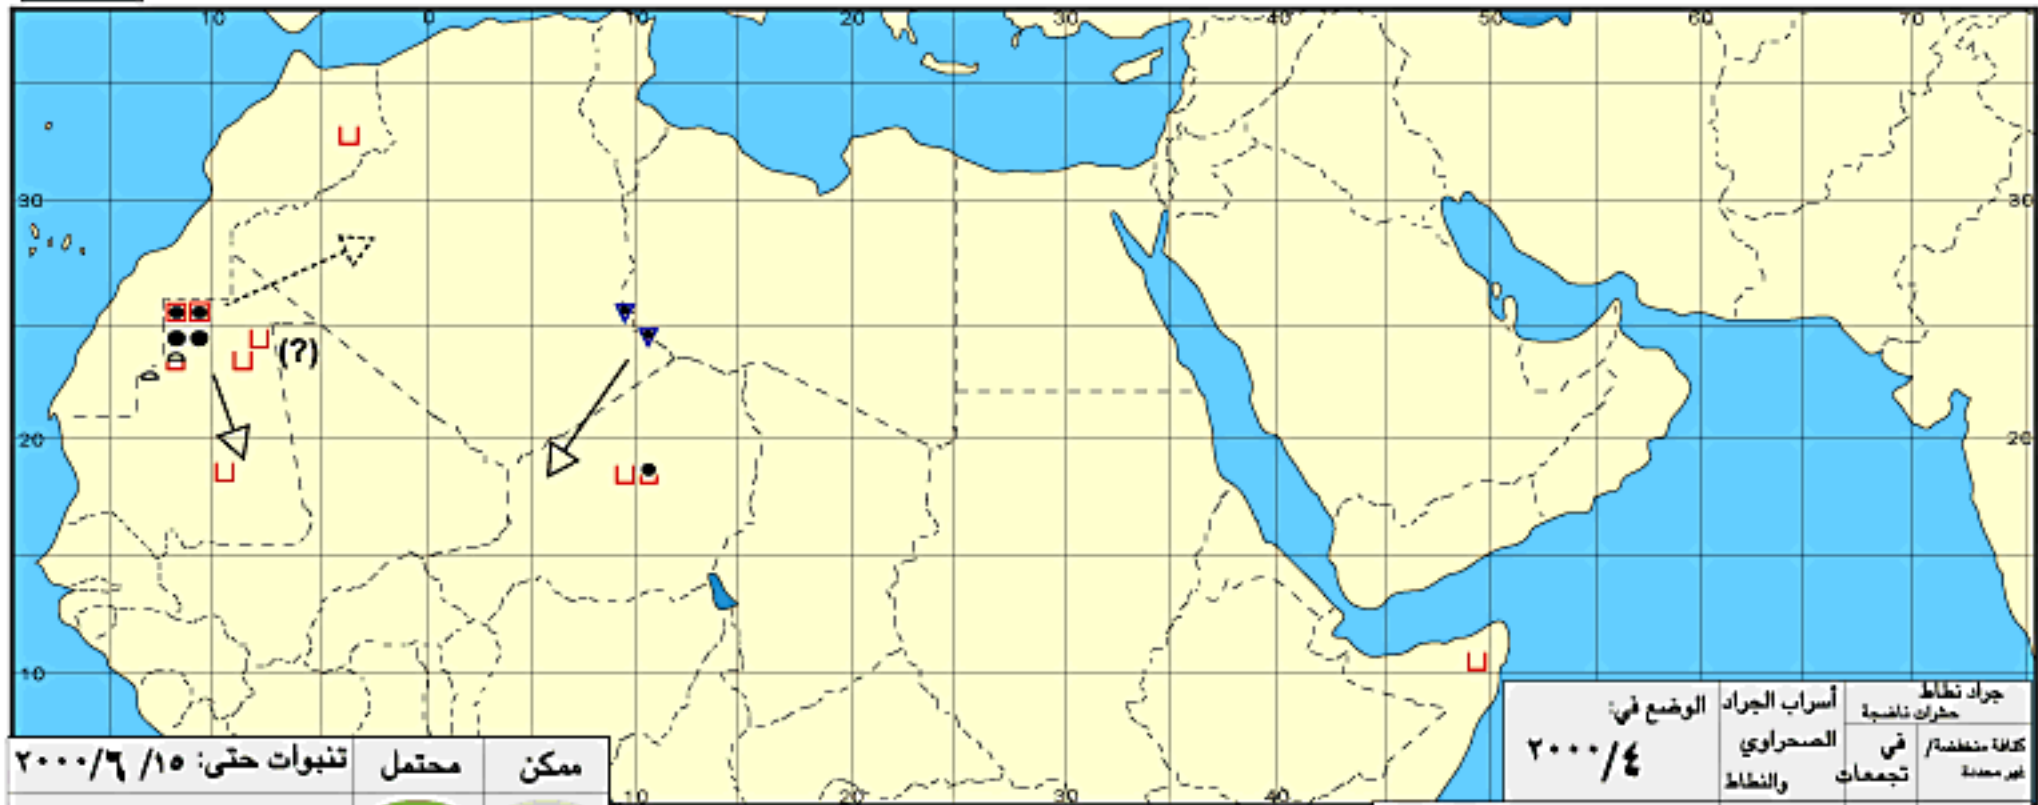 10 0 10 20 30 40 50 60 70
30 30
(?)
20 20
10
جراد نطاط
حشرات ناضجة
أسراب الجراد
الصحراوي
والنطاط
الوضع في:
٢٠٠٠/٤
في
تجمعات
كثافة منخفضة/
غير محددة
تنبوات حتى: ١٥ /٢٠٠٠/٦
محتمل
ممكن
10 20 30 40